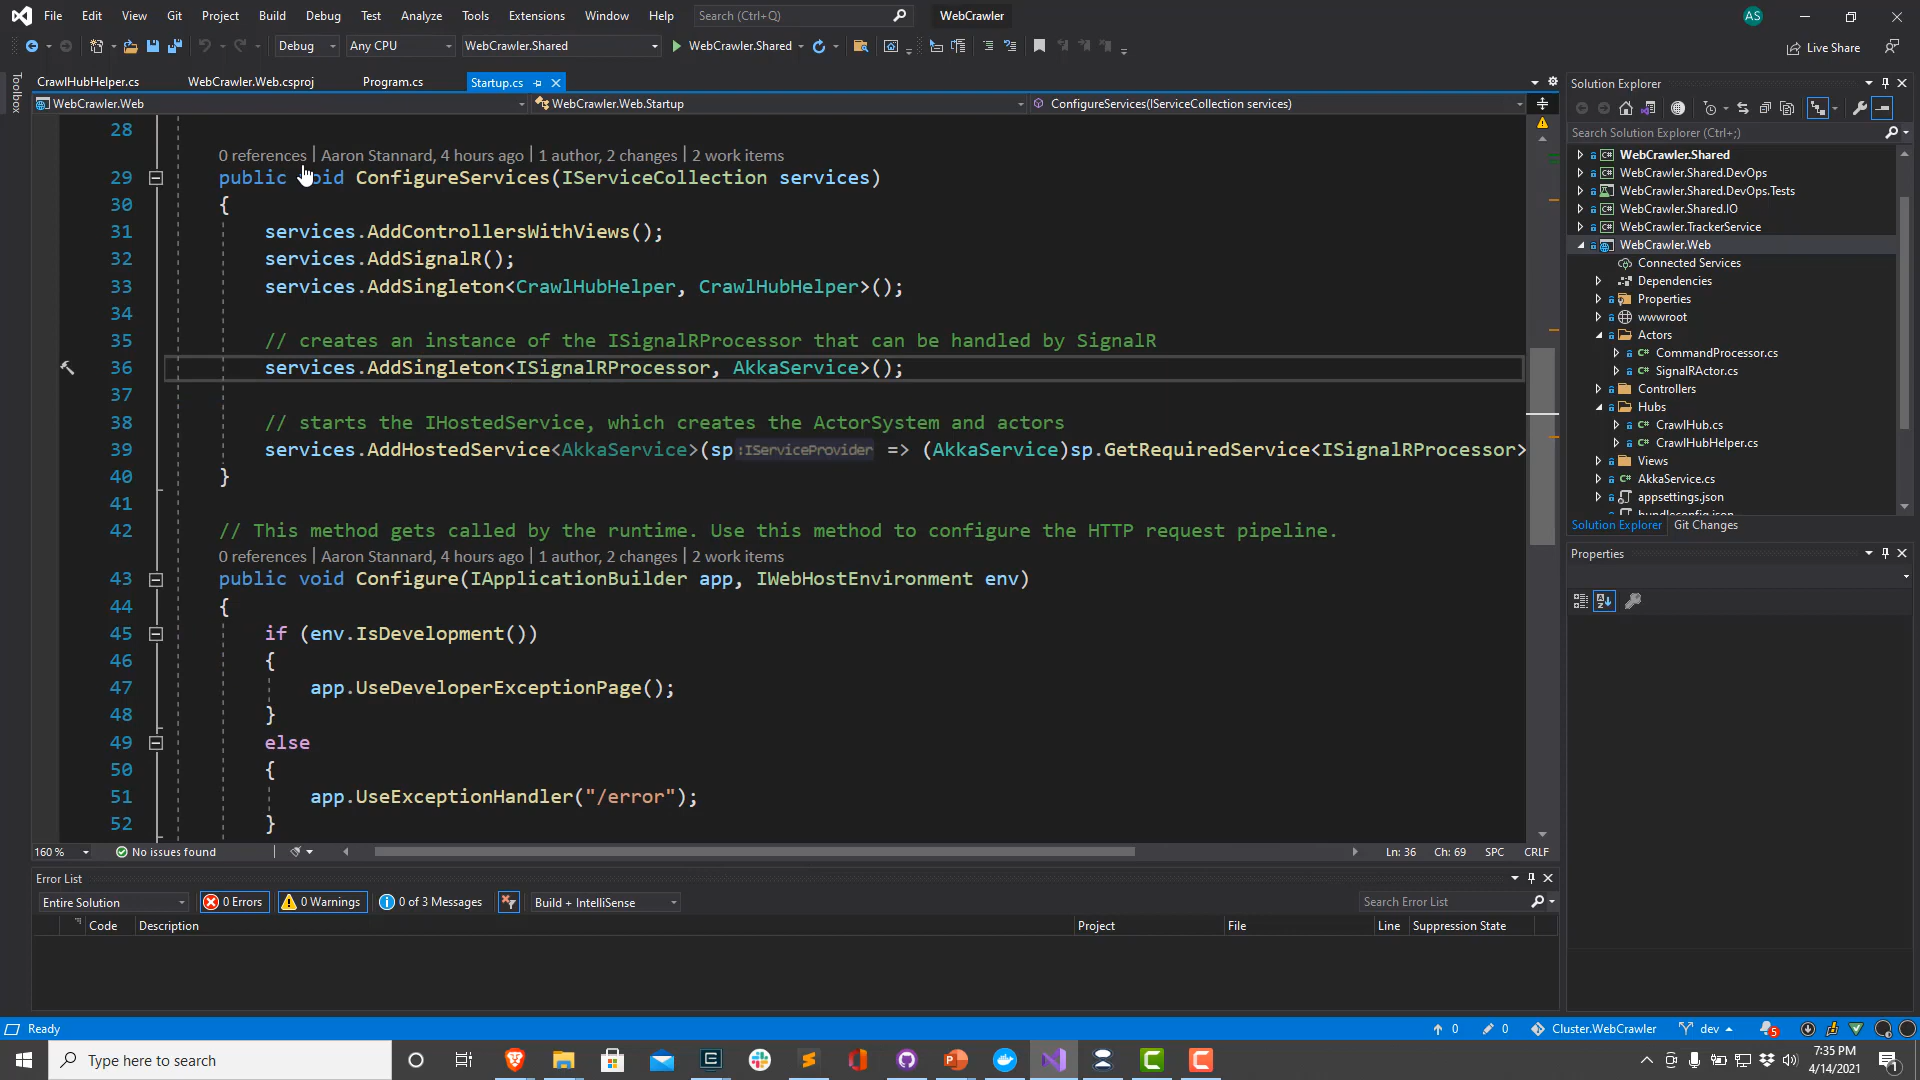 File Edit View Git Project Build Debug Test Analyze Tools Extensions Window Help Search (Ctrl+Q) WebCrawler AS
Debug Any CPU WebCrawler.Shared WebCrawler.Shared Live Share
Toolbox
CrawlHubHelper.cs WebCrawler.Web.csproj Program.cs Startup.cs
WebCrawler.Web WebCrawler.Web.Startup ConfigureServices(IServiceCollection services)
28
0 references | Aaron Stannard, 4 hours ago | 1 author, 2 changes | 2 work items
29 public void ConfigureServices(IServiceCollection services)
30 {
31 services.AddControllersWithViews();
32 services.AddSignalR();
33 services.AddSingleton<CrawlHubHelper, CrawlHubHelper>();
34
35 // creates an instance of the ISignalRProcessor that can be handled by SignalR
36 services.AddSingleton<ISignalRProcessor, AkkaService>();
37
38 // starts the IHostedService, which creates the ActorSystem and actors
39 services.AddHostedService<AkkaService>(sp :IServiceProvider => (AkkaService)sp.GetRequiredService<ISignalRProcessor>
40 }
41
42 // This method gets called by the runtime. Use this method to configure the HTTP request pipeline.
0 references | Aaron Stannard, 4 hours ago | 1 author, 2 changes | 2 work items
43 public void Configure(IApplicationBuilder app, IWebHostEnvironment env)
44 {
45 if (env.IsDevelopment())
46 {
47 app.UseDeveloperExceptionPage();
48 }
49 else
50 {
51 app.UseExceptionHandler("/error");
52 }
160 % No issues found Ln: 36 Ch: 69 SPC CRLF
Error List
Entire Solution 0 Errors 0 Warnings 0 of 3 Messages Build + IntelliSense Search Error List
Code Description Project File Line Suppression State
Solution Explorer
Search Solution Explorer (Ctrl+;)
WebCrawler.Shared
WebCrawler.Shared.DevOps
WebCrawler.Shared.DevOps.Tests
WebCrawler.Shared.IO
WebCrawler.TrackerService
WebCrawler.Web
Connected Services
Dependencies
Properties
wwwroot
Actors
CommandProcessor.cs
SignalRActor.cs
Controllers
Hubs
CrawlHub.cs
CrawlHubHelper.cs
Views
AkkaService.cs
appsettings.json
bundleconfig.json
Solution Explorer Git Changes
Properties
Ready 0 0 Cluster.WebCrawler dev 5
Type here to search 7:35 PM
4/14/2021 1